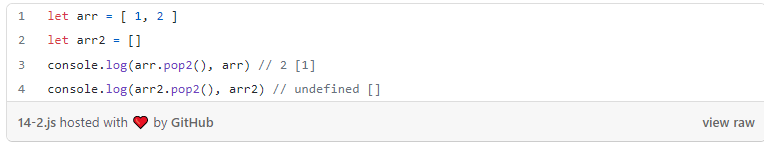 1 let arr = [ 1, 2 ]
2 let arr2 = []
3 console.log(arr.pop2(), arr) // 2 [1]
4 console.log(arr2.pop2(), arr2) // undefined []
14-2.js hosted with ❤ by GitHub view raw